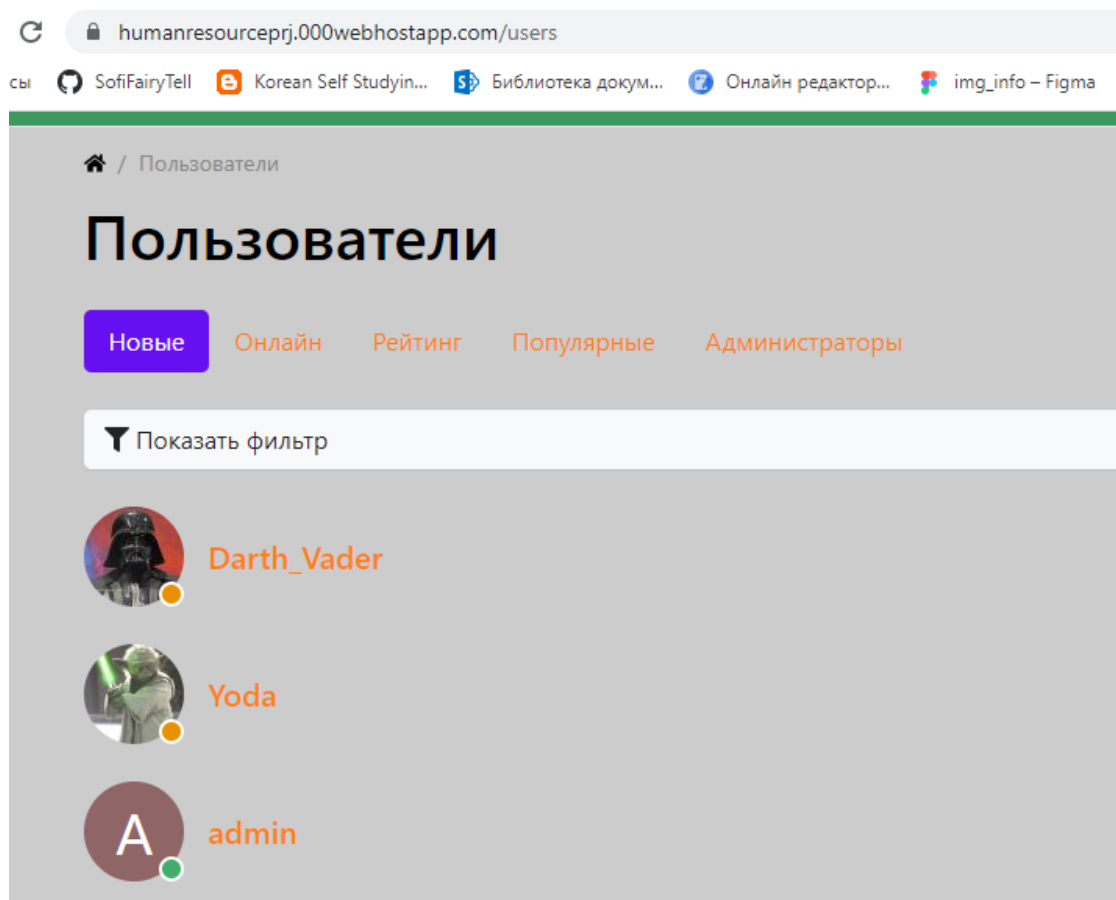 humanresourceprj.000webhostapp.com/users
сы SofiFairyTell Korean Self Studyin... Библиотека докум... Онлайн редактор... img_info – Figma
/ Пользователи
Пользователи
Новые Онлайн Рейтинг Популярные Администраторы
Показать фильтр
Darth_Vader
Yoda
A admin